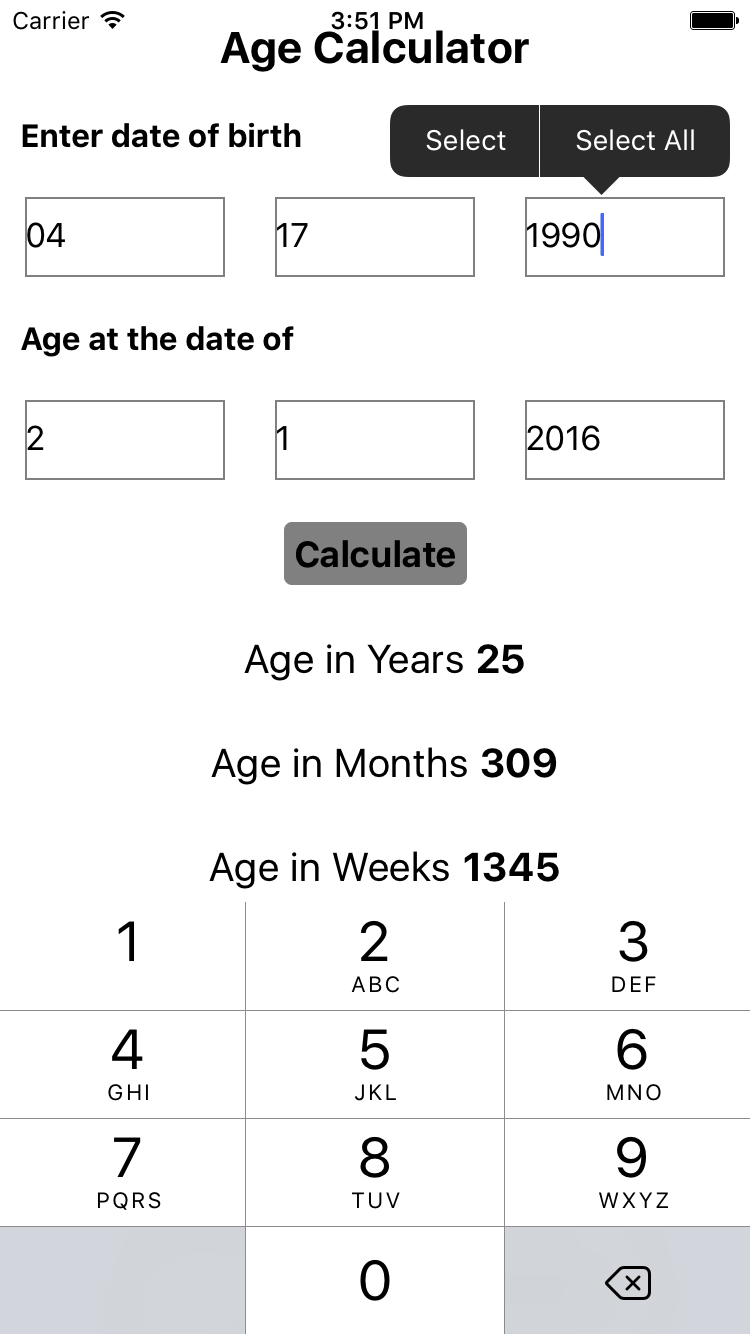 Carrier 3:51 PM
Age Calculator
Enter date of birth
Select Select All
04 17 1990
Age at the date of
2 1 2016
Calculate
Age in Years 25
Age in Months 309
Age in Weeks 1345
1 2 3
ABC DEF
4 5 6
GHI JKL MNO
7 8 9
PQRS TUV WXYZ
0